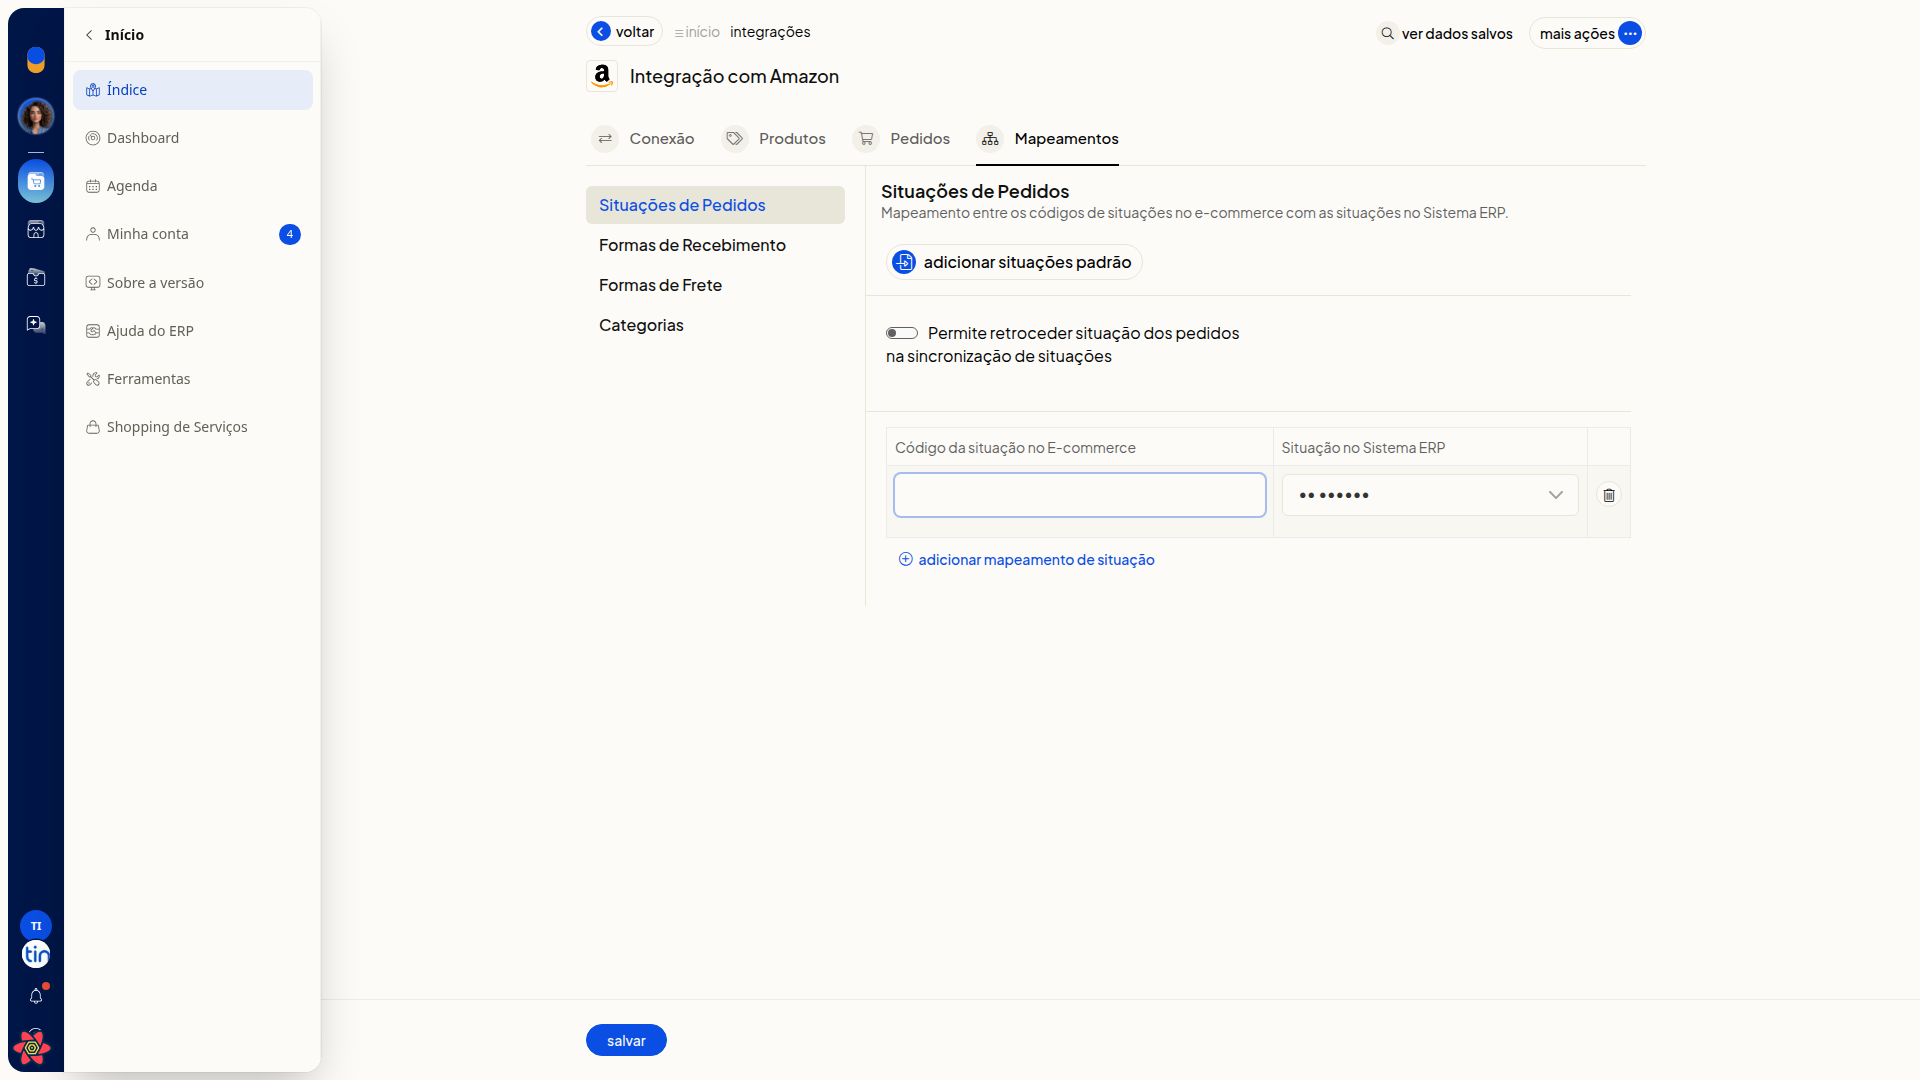 Início
Índice
Dashboard
Agenda
Minha conta
4
Sobre a versão
Ajuda do ERP
Ferramentas
Shopping de Serviços
TI
tin
voltar
início integrações
ver dados salvos
mais ações
Integração com Amazon
Conexão
Produtos
Pedidos
Mapeamentos
Situações de Pedidos
Formas de Recebimento
Formas de Frete
Categorias
Situações de Pedidos
Mapeamento entre os códigos de situações no e-commerce com as situações no Sistema ERP.
adicionar situações padrão
Permite retroceder situação dos pedidos
na sincronização de situações
Código da situação no E-commerce
Situação no Sistema ERP
•• •••••••
adicionar mapeamento de situação
salvar